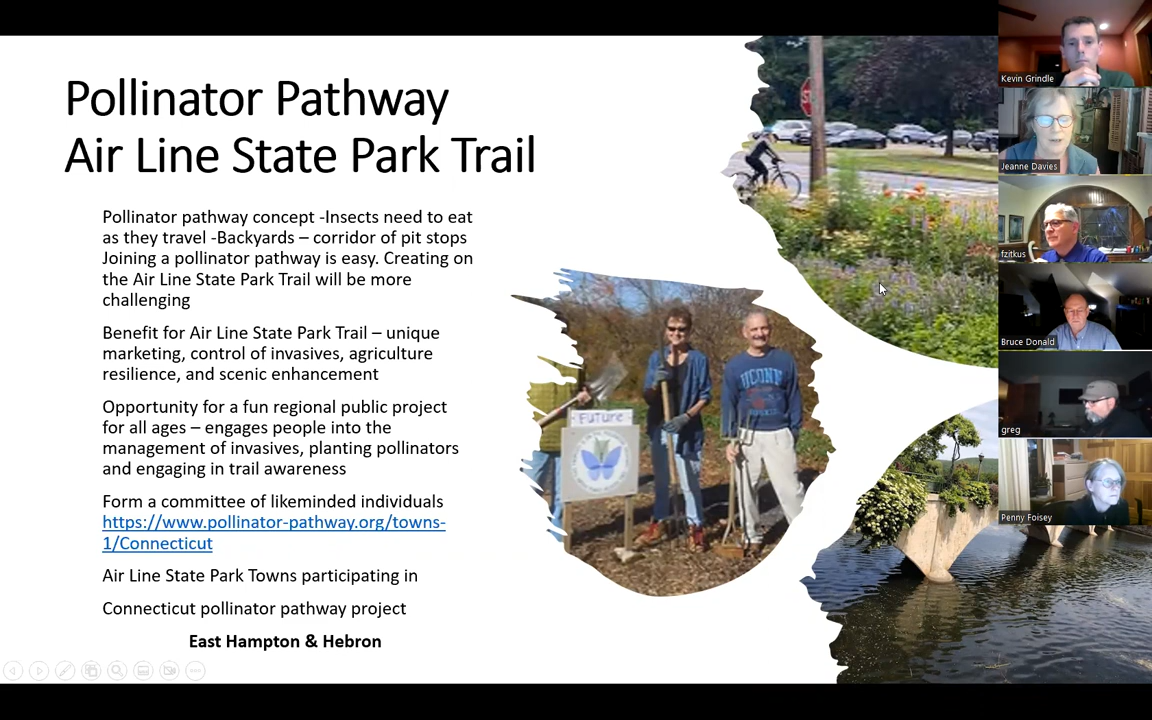 Pollinator Pathway
Air Line State Park Trail
Pollinator pathway concept -Insects need to eat
as they travel -Backyards – corridor of pit stops
Joining a pollinator pathway is easy. Creating on
the Air Line State Park Trail will be more
challenging
Benefit for Air Line State Park Trail – unique
marketing, control of invasives, agriculture
resilience, and scenic enhancement
Opportunity for a fun regional public project
for all ages – engages people into the
management of invasives, planting pollinators
and engaging in trail awareness
Form a committee of likeminded individuals
https://www.pollinator-pathway.org/towns-
1/Connecticut
Air Line State Park Towns participating in
Connecticut pollinator pathway project
East Hampton & Hebron
FUTURE
UCONN
Kevin Grindle
Jeanne Davies
fzitkus
Bruce Donald
greg
Penny Foisey